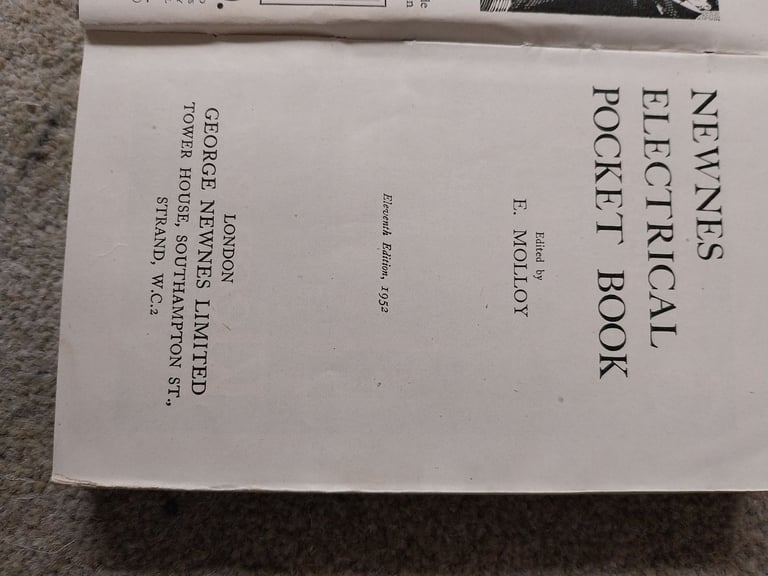 NEWNES
ELECTRICAL
POCKET BOOK
Edited by
E. MOLLOY
Eleventh Edition, 1952
LONDON
GEORGE NEWNES LIMITED
TOWER HOUSE, SOUTHAMPTON ST.,
STRAND, W.C.2